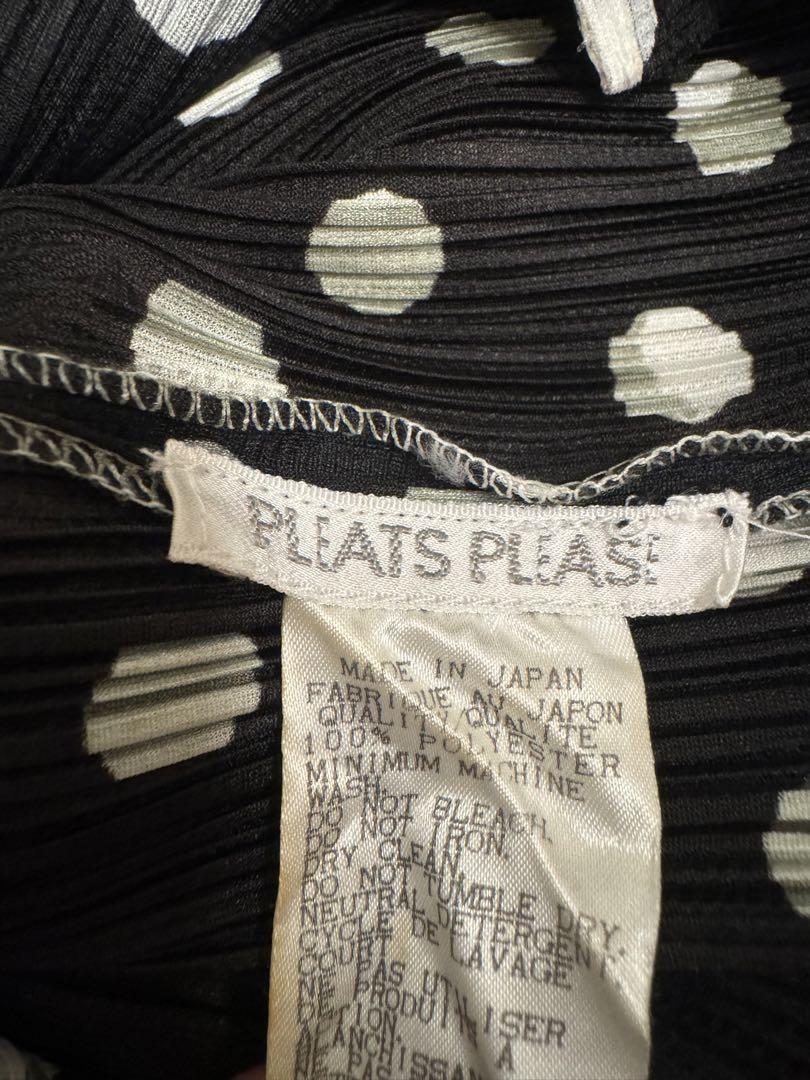 PLEATS PLEASE
MADE IN JAPAN
FABRIQUE AU JAPON
QUALITY/QUALITE
100% POLYESTER
MINIMUM MACHINE
WASH.
DO NOT BLEACH.
DO NOT IRON.
DRY CLEAN.
DO NOT TUMBLE DRY.
NEUTRAL DETERGENT.
CYCLE DE LAVAGE
COURT
NE PAS UTILISER
PRODUITS A